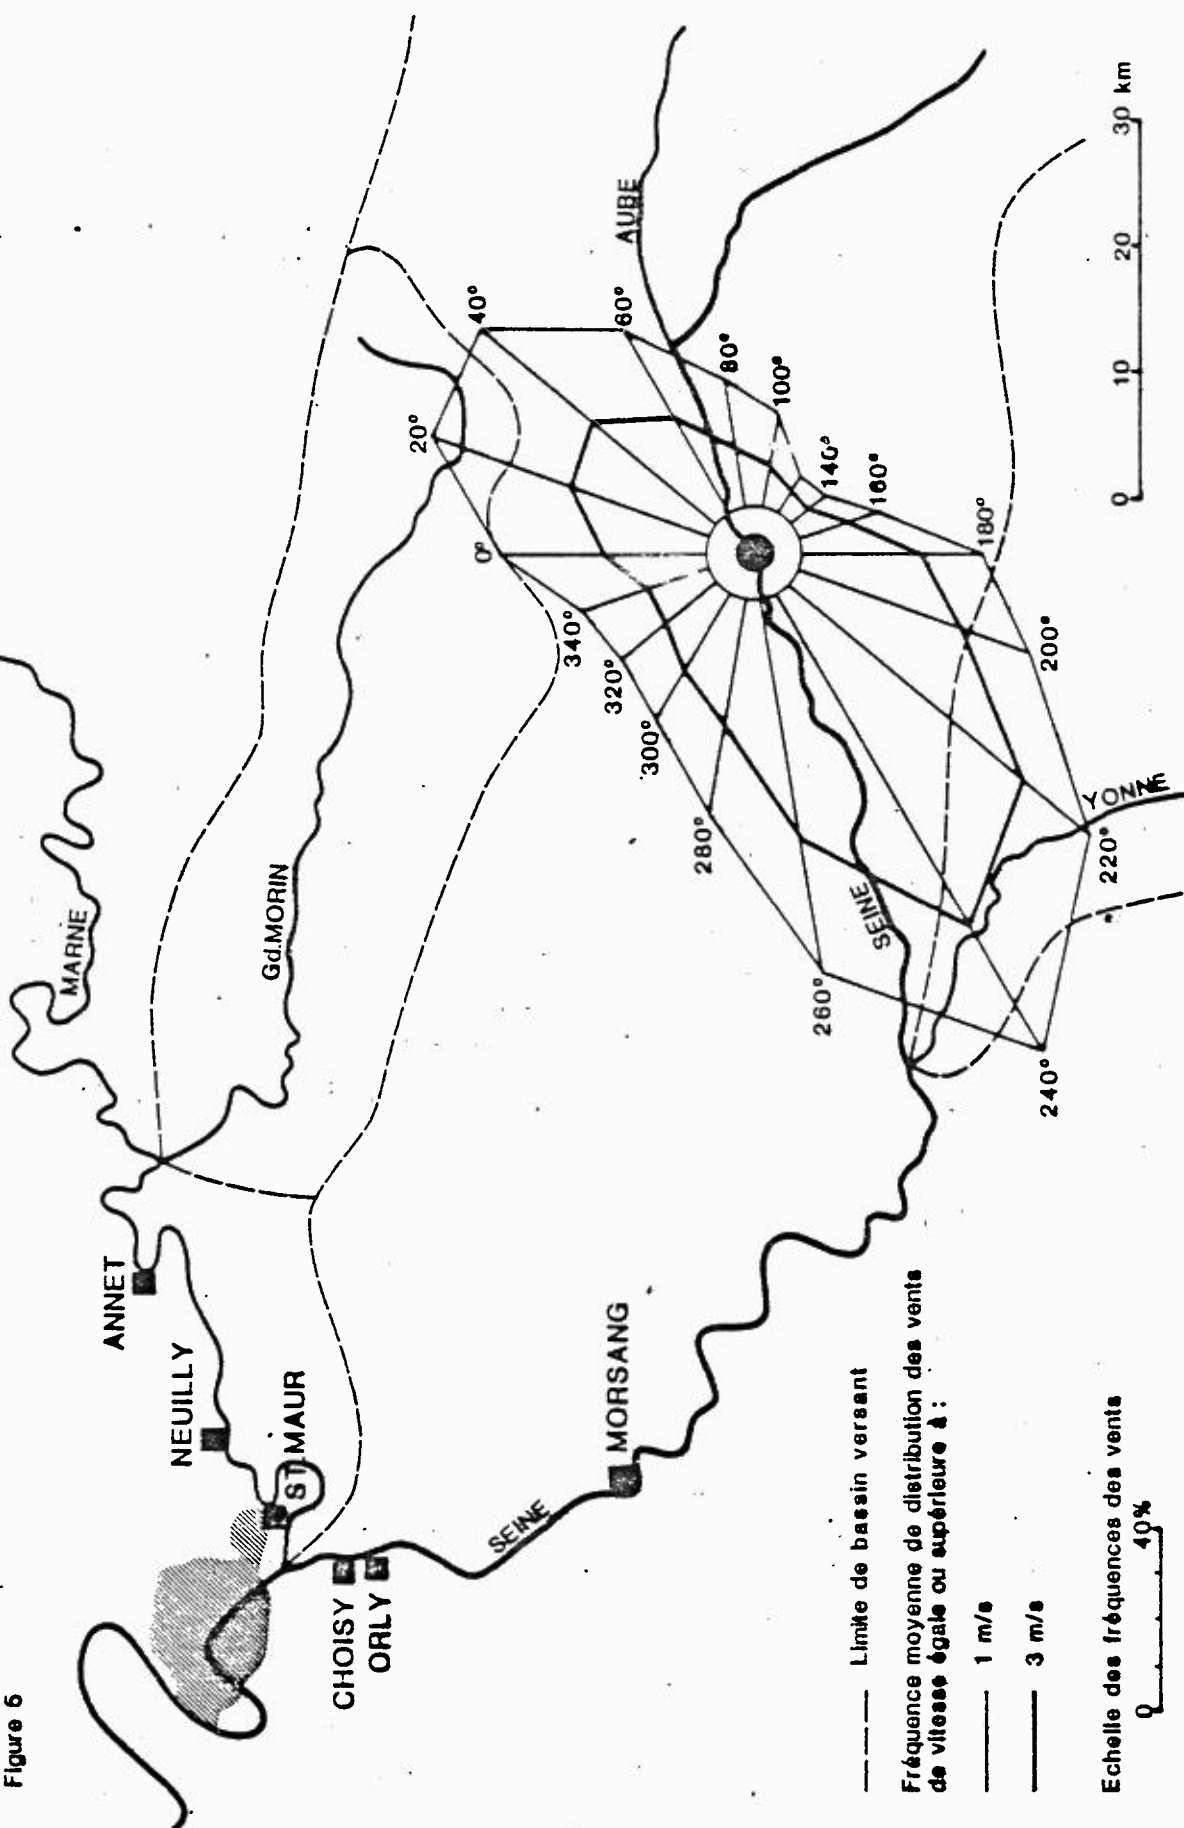 Figure 6
MARNE
Gd.MORIN
ANNET
NEUILLY
ST.MAUR
CHOISY
ORLY
MORSANG
SEINE
SEINE
YONNE
AUBE
0°
20°
40°
60°
80°
100°
140°
160°
180°
200°
220°
240°
260°
280°
300°
320°
340°
Limite de bassin versant
Fréquence moyenne de distribution des vents
de vitesse égale ou supérieure à :
1 m/s
3 m/s
Echelle des fréquences des vents
0 40%
0 10 20 30 km